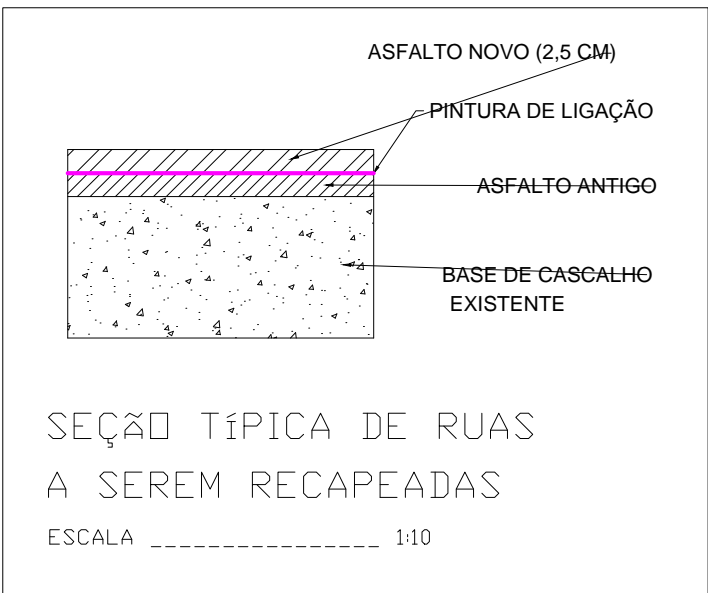 ASFALTO NOVO (2,5 CM)
PINTURA DE LIGAÇÃO
ASFALTO ANTIGO
BASE DE CASCALHO
EXISTENTE
SEÇÃO TíPICA DE RUAS
A SEREM RECAPEADAS
ESCALA ________________ 1:10